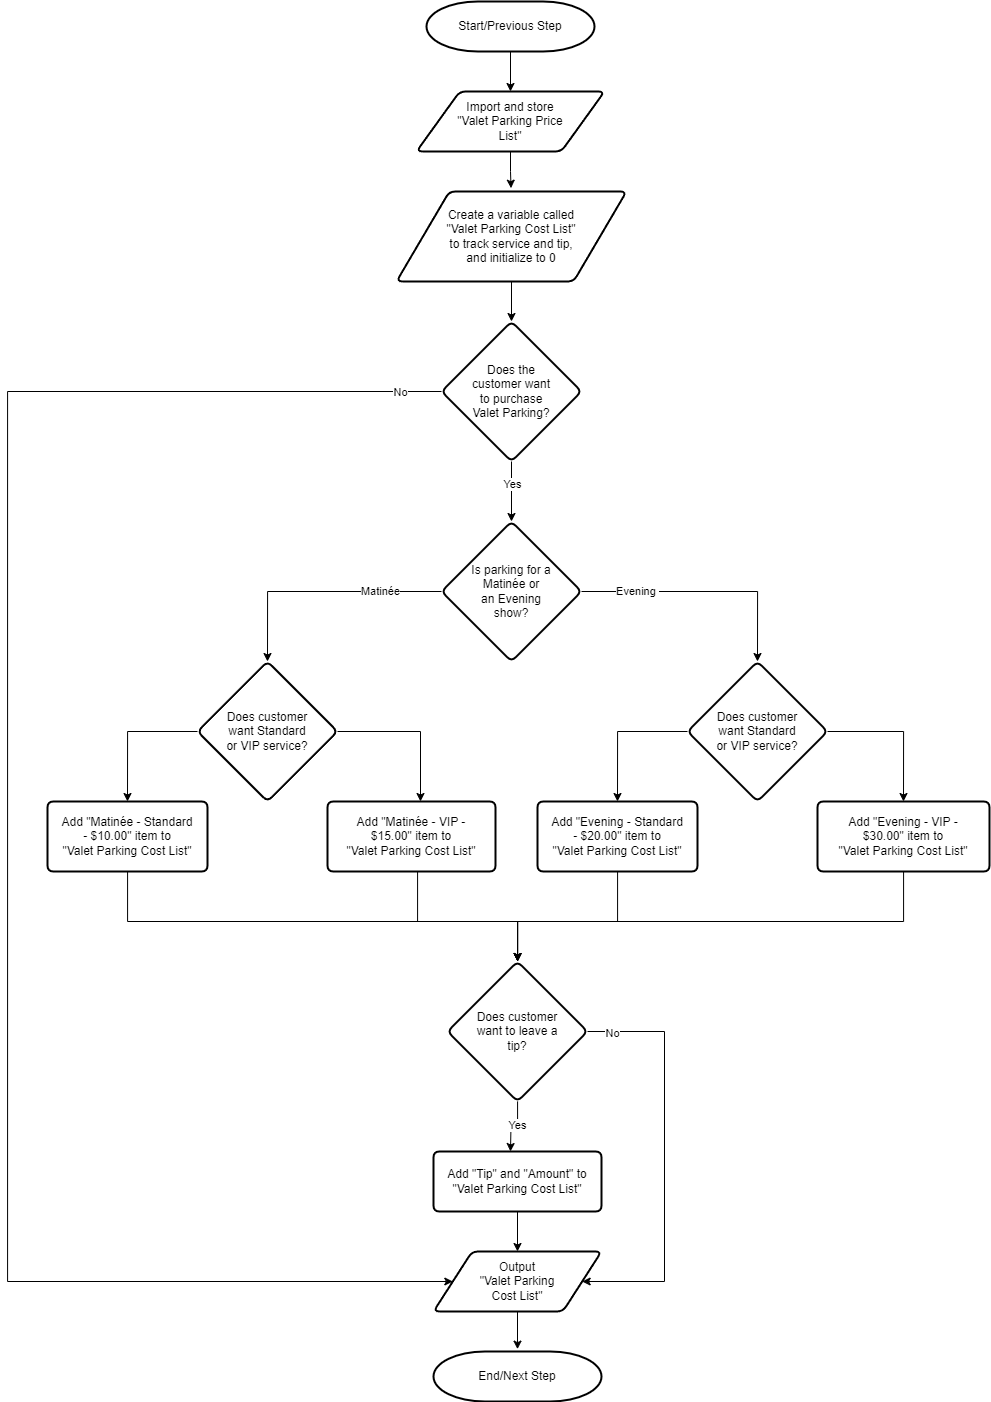 Start/Previous Step
Import and store
"Valet Parking Price
List"
Create a variable called
"Valet Parking Cost List"
to track service and tip,
and initialize to 0
Does the
customer want
to purchase
Valet Parking?
No
Yes
Is parking for a
Matinée or
an Evening
show?
Matinée
Evening
Does customer
want Standard
or VIP service?
Does customer
want Standard
or VIP service?
Add "Matinée - Standard
- $10.00" item to
"Valet Parking Cost List"
Add "Matinée - VIP -
$15.00" item to
"Valet Parking Cost List"
Add "Evening - Standard
- $20.00" item to
"Valet Parking Cost List"
Add "Evening - VIP -
$30.00" item to
"Valet Parking Cost List"
Does customer
want to leave a
tip?
No
Yes
Add "Tip" and "Amount" to
"Valet Parking Cost List"
Output
"Valet Parking
Cost List"
End/Next Step